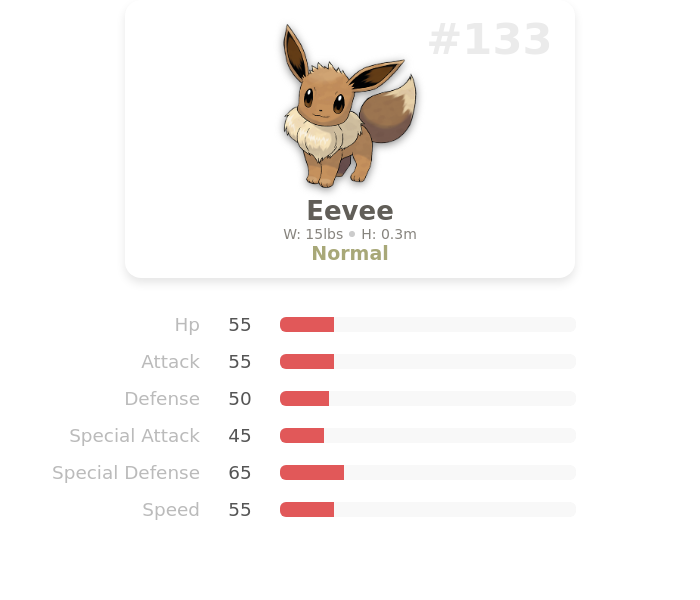 #133
Eevee
W: 15lbs • H: 0.3m
Normal
Hp 55
Attack 55
Defense 50
Special Attack 45
Special Defense 65
Speed 55